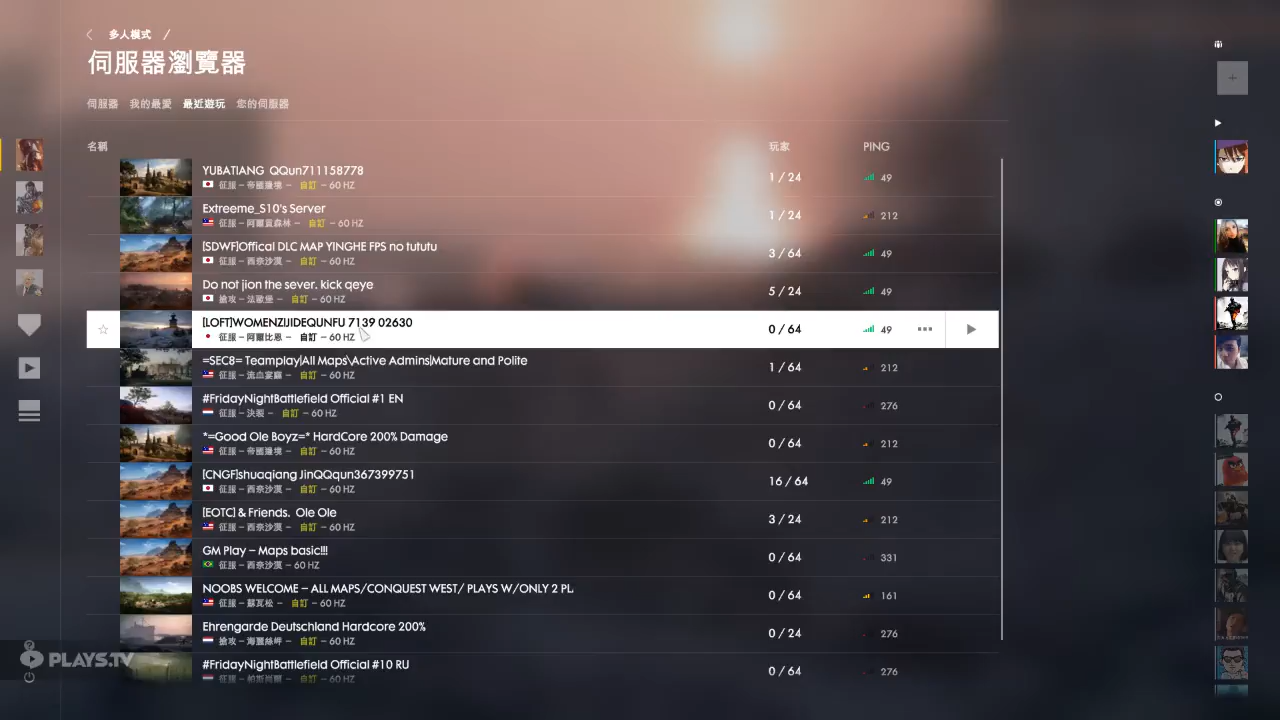 多人模式 /
伺服器瀏覽器
伺服器 我的最愛 最近遊玩 您的伺服器
名稱 玩家 PING
YUBATIANG QQun711158778
征服 – 帝國邊境 – 自訂 – 60 HZ
1 / 24 49
Extreeme_S10's Server
征服 – 阿爾貢森林 – 自訂 – 60 HZ
1 / 24 212
[SDWF]Offical DLC MAP YINGHE FPS no tututu
征服 – 西奈沙漠 – 自訂 – 60 HZ
3 / 64 49
Do not jion the sever. kick qeye
搶攻 – 法歐堡 – 自訂 – 60 HZ
5 / 24 49
[LOFT]WOMENZIJIDEQUNFU 7139 02630
征服 – 阿爾比恩 – 自訂 – 60 HZ
0 / 64 49
=SEC8= Teamplay|All Maps\Active Admins|Mature and Polite
征服 – 流血宴廳 – 自訂 – 60 HZ
1 / 64 212
#FridayNightBattlefield Official #1 EN
征服 – 決裂 – 自訂 – 60 HZ
0 / 64 276
*=Good Ole Boyz=* HardCore 200% Damage
征服 – 帝國邊境 – 自訂 – 60 HZ
0 / 64 212
[CNGF]shuaqiang JinQQqun367399751
征服 – 西奈沙漠 – 自訂 – 60 HZ
16 / 64 49
[EOTC] & Friends. Ole Ole
征服 – 西奈沙漠 – 自訂 – 60 HZ
3 / 24 212
GM Play – Maps basic!!!
征服 – 西奈沙漠 – 60 HZ
0 / 64 331
NOOBS WELCOME – ALL MAPS/CONQUEST WEST/ PLAYS W/ONLY 2 PL
征服 – 蘇瓦松 – 自訂 – 60 HZ
0 / 64 161
Ehrengarde Deutschland Hardcore 200%
搶攻 – 海麗絲岬 – 自訂 – 60 HZ
0 / 24 276
#FridayNightBattlefield Official #10 RU
征服 – 帕斯尚爾 – 自訂 – 60 HZ
0 / 64 276
PLAYS.TV